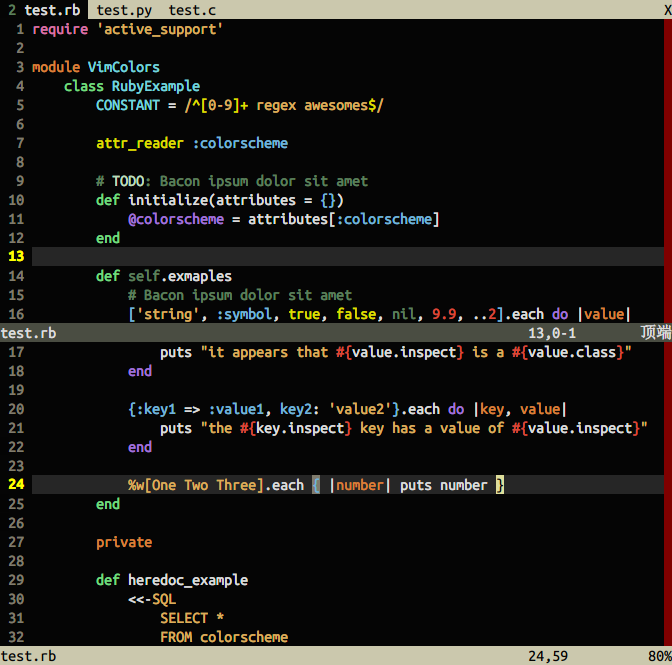 2 test.rb test.py test.c X
1 require 'active_support'
2
3 module VimColors
4     class RubyExample
5         CONSTANT = /^[0-9]+ regex awesomes$/
6
7         attr_reader :colorscheme
8
9         # TODO: Bacon ipsum dolor sit amet
10         def initialize(attributes = {})
11             @colorscheme = attributes[:colorscheme]
12         end
13
14         def self.exmaples
15             # Bacon ipsum dolor sit amet
16             ['string', :symbol, true, false, nil, 9.9, ..2].each do |value|
test.rb 13,0-1 顶端
17                 puts "it appears that #{value.inspect} is a #{value.class}"
18             end
19
20             {:key1 => :value1, key2: 'value2'}.each do |key, value|
21                 puts "the #{key.inspect} key has a value of #{value.inspect}"
22             end
23
24             %w[One Two Three].each { |number| puts number }
25         end
26
27         private
28
29         def heredoc_example
30             <<-SQL
31                 SELECT *
32                 FROM colorscheme
test.rb 24,59 80%